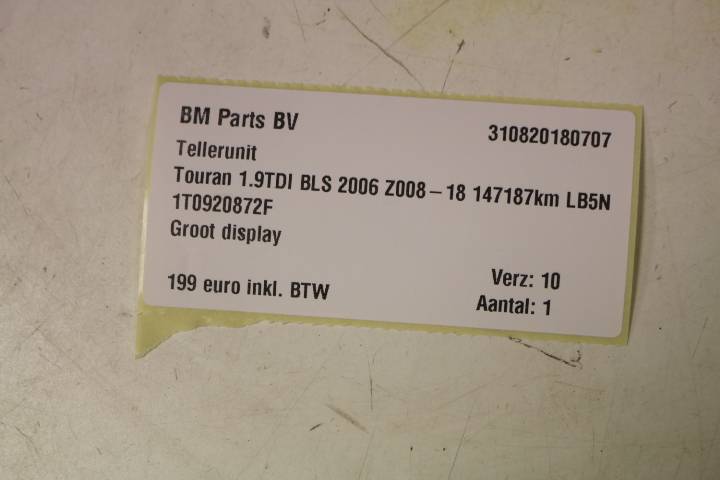 BM Parts BV 310820180707
Tellerunit
Touran 1.9TDI BLS 2006 Z008-18 147187km LB5N
1T0920872F
Groot display
199 euro inkl. BTW Verz: 10
Aantal: 1